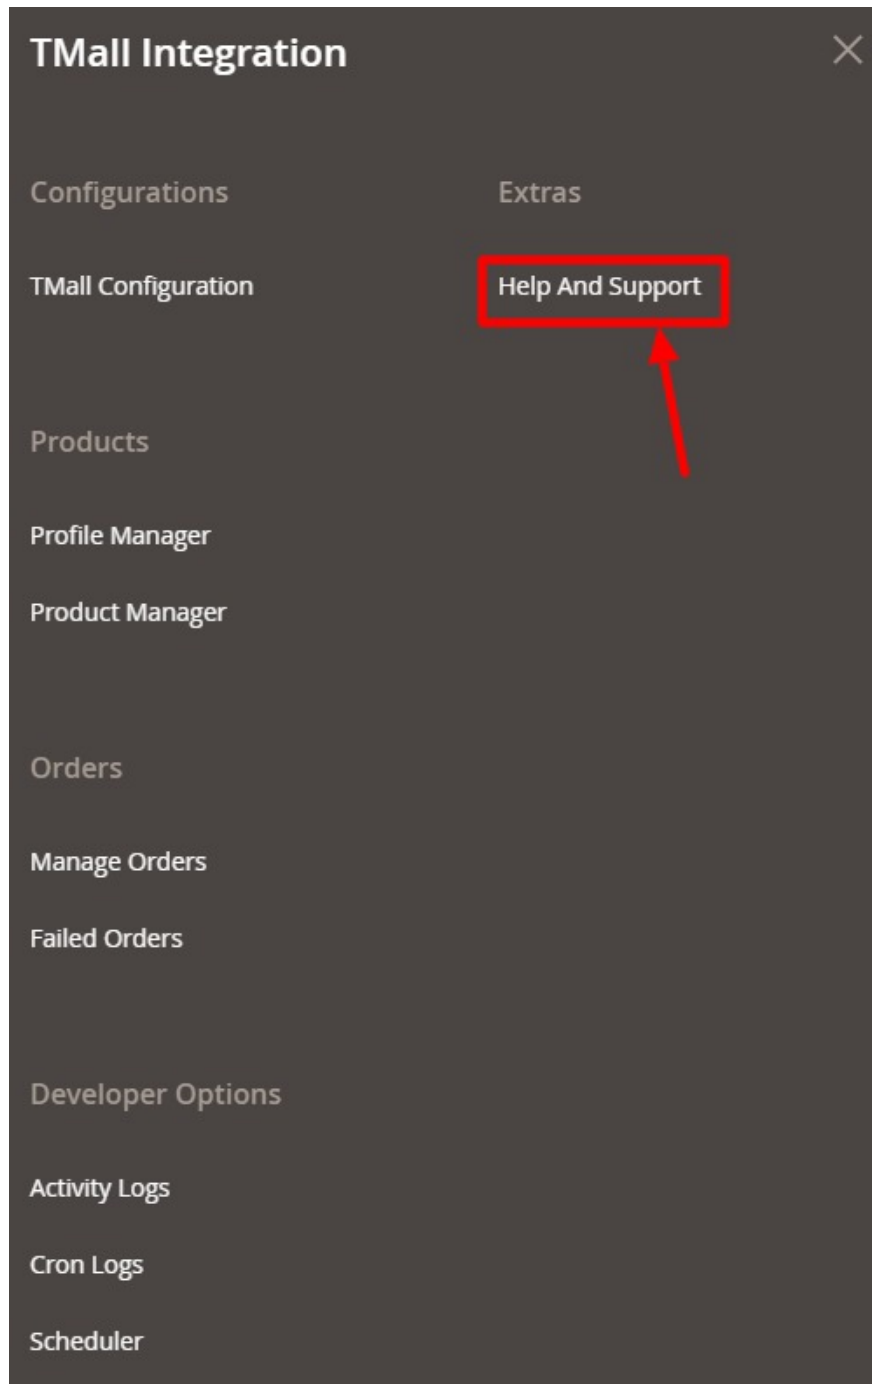 TMall Integration
Configurations
TMall Configuration
Extras
Help And Support
Products
Profile Manager
Product Manager
Orders
Manage Orders
Failed Orders
Developer Options
Activity Logs
Cron Logs
Scheduler